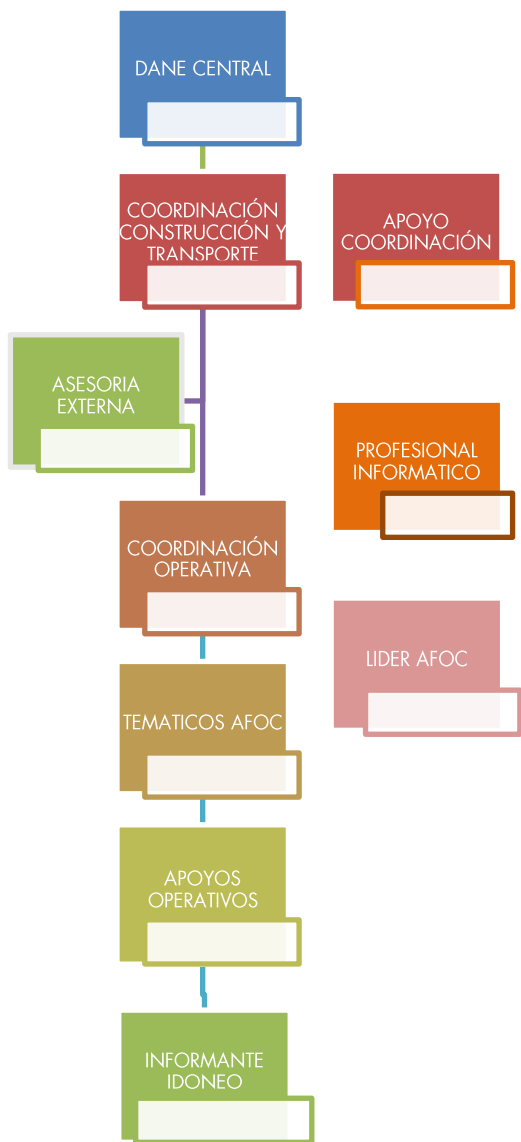 DANE CENTRAL
COORDINACIÓN
CONSTRUCCIÓN Y
TRANSPORTE
APOYO
COORDINACIÓN
ASESORIA
EXTERNA
PROFESIONAL
INFORMATICO
COORDINACIÓN
OPERATIVA
LIDER AFOC
TEMATICOS AFOC
APOYOS
OPERATIVOS
INFORMANTE
IDONEO